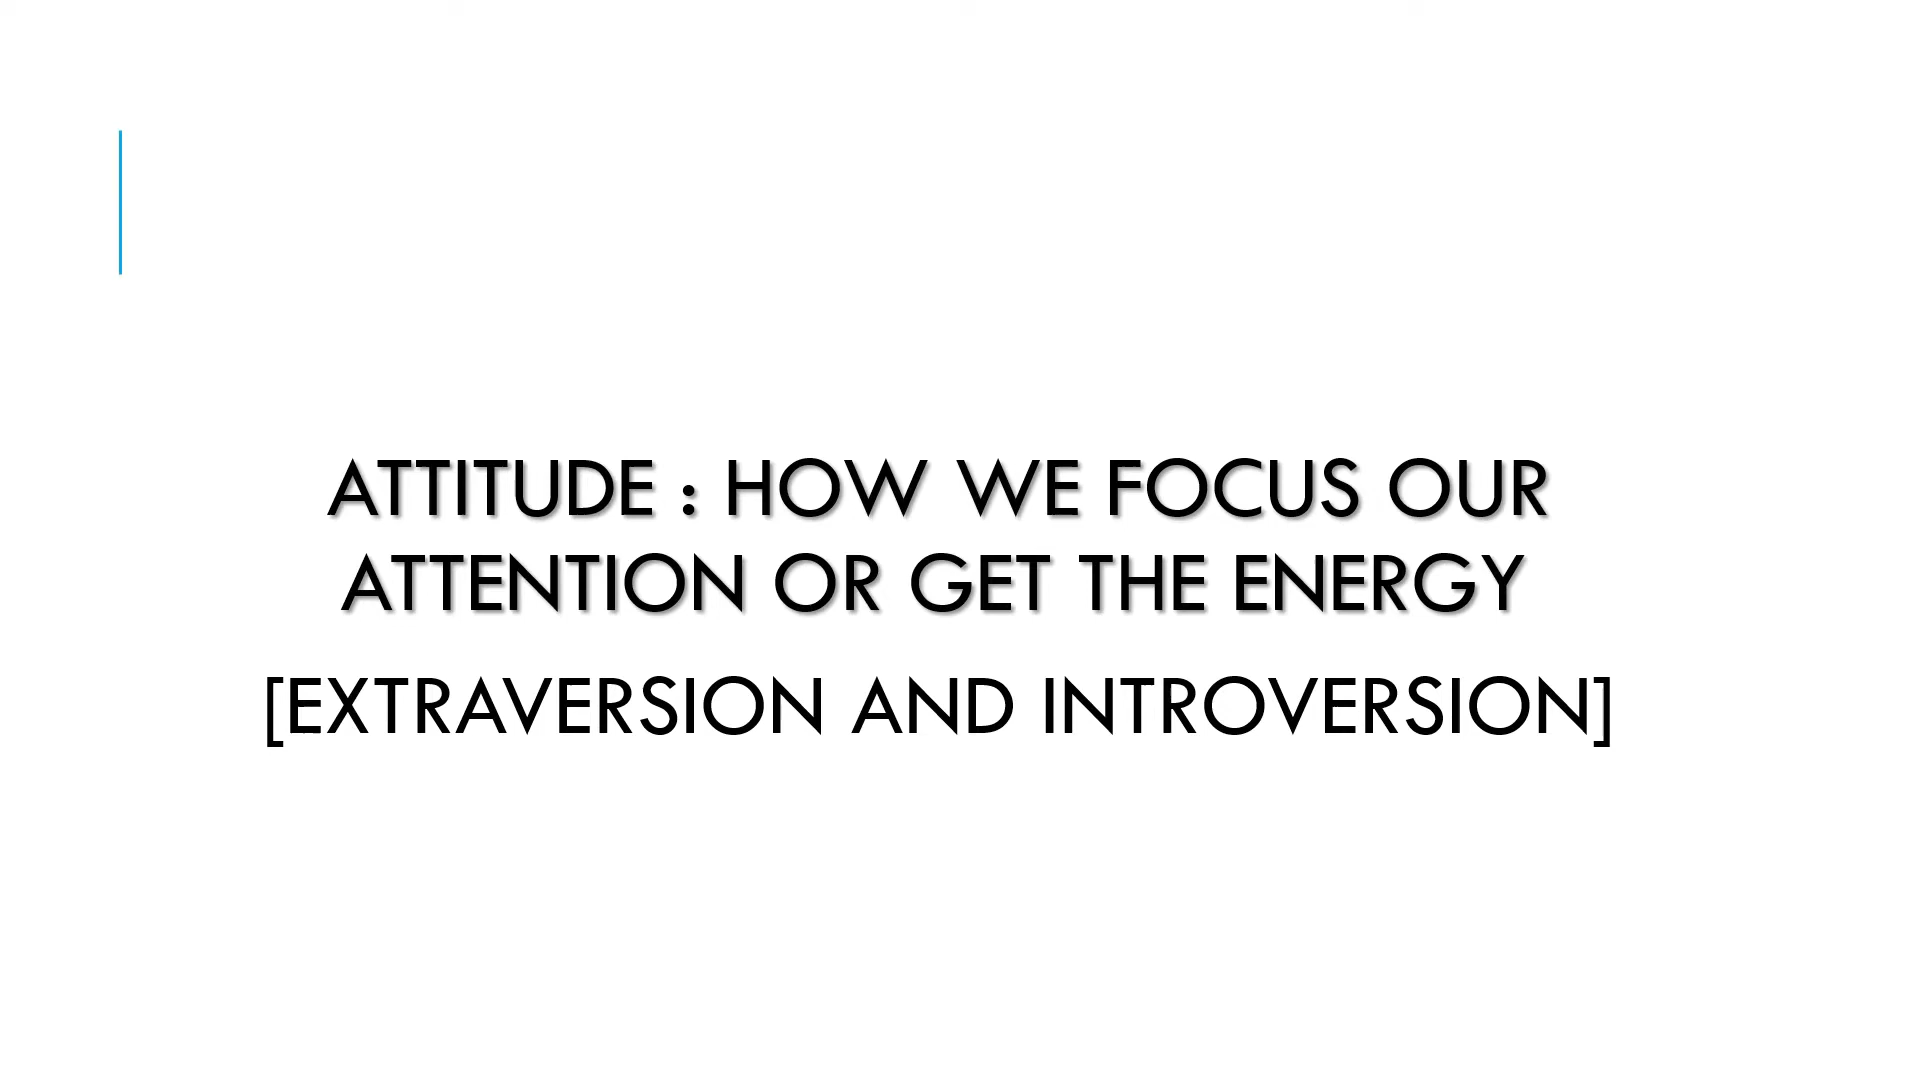 ATTITUDE : HOW WE FOCUS OUR
ATTENTION OR GET THE ENERGY
[EXTRAVERSION AND INTROVERSION]